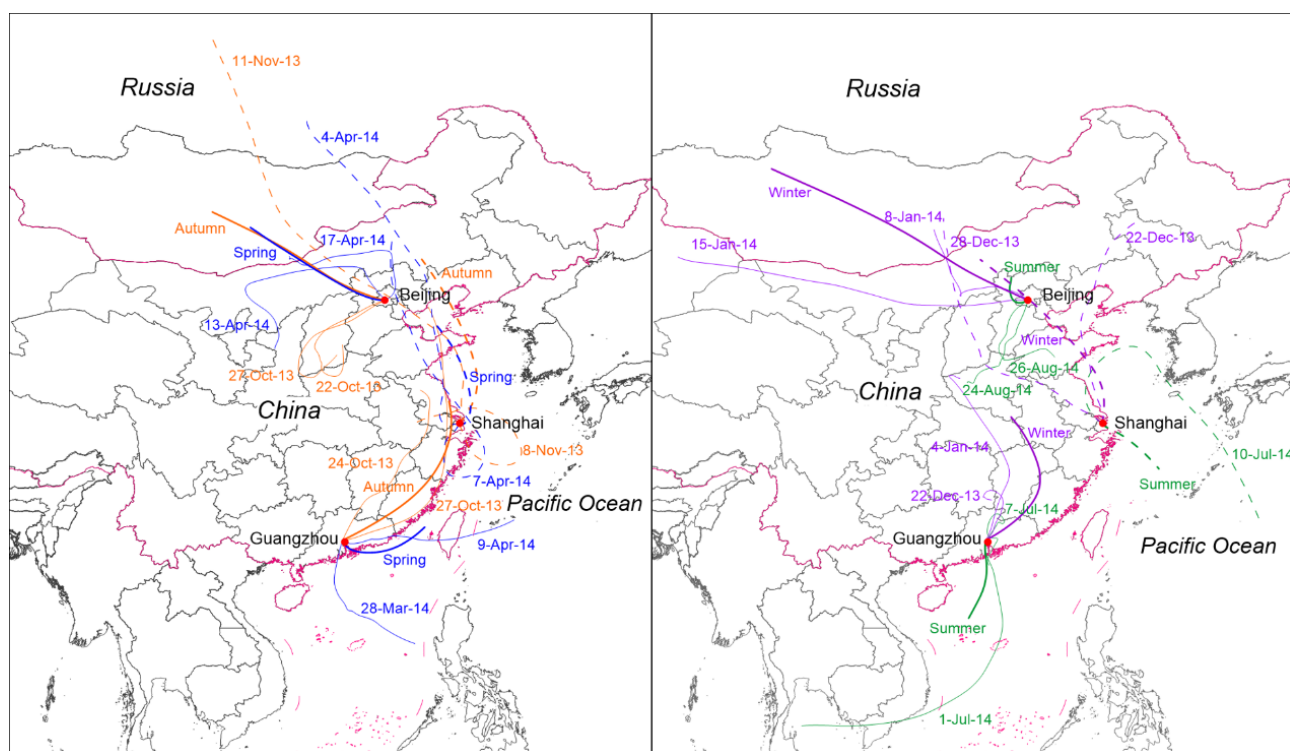 11-Nov-13
Russia
4-Apr-14
Autumn
17-Apr-14
Spring
Autumn
Beijing
13-Apr-14
27-Oct-13
22-Oct-13
Spring
China
Shanghai
24-Oct-13
8-Nov-13
7-Apr-14
Autumn
27-Oct-13
Pacific Ocean
Guangzhou
9-Apr-14
Spring
28-Mar-14
Russia
Winter
8-Jan-14
22-Dec-13
28-Dec-13
15-Jan-14
Summer
Beijing
Winter
26-Aug-14
24-Aug-14
China
Shanghai
Winter
4-Jan-14
10-Jul-14
Summer
22-Dec-13
7-Jul-14
Guangzhou
Pacific Ocean
Summer
1-Jul-14